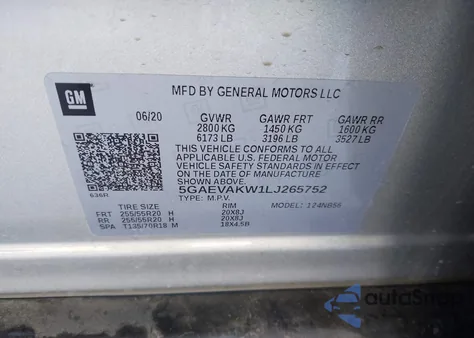 GM
MFD BY GENERAL MOTORS LLC
06/20 GVWR GAWR FRT GAWR RR
2800 KG 1450 KG 1600 KG
6173 LB 3196 LB 3527 LB
THIS VEHICLE CONFORMS TO ALL
APPLICABLE U.S. FEDERAL MOTOR
VEHICLE SAFETY STANDARDS IN
EFFECT ON THE DATE OF MANUFACTURE
SHOWN ABOVE.
5GAEVAKW1LJ265752
TYPE: M.P.V. MODEL:
TIRE SIZE RIM
FRT 255/55R20 H 20X8J
RR 255/55R20 H 20X8J
SPA T135/70R18 M 18X4.5B